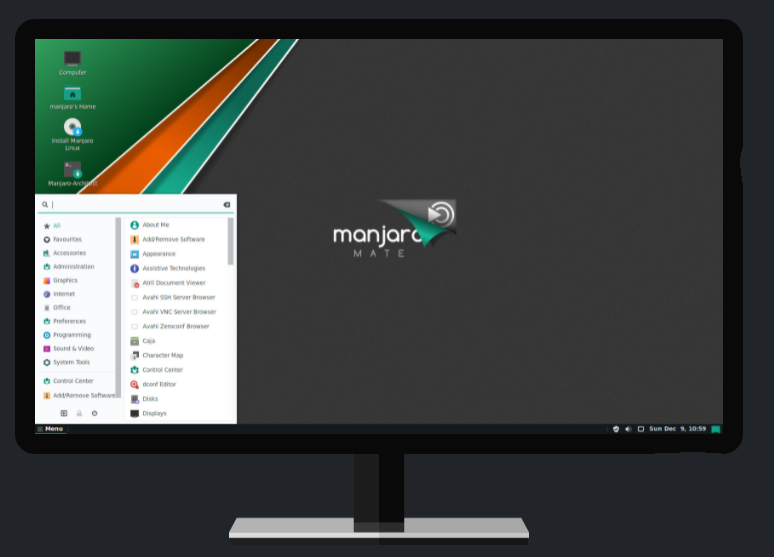 Computer
manjaro's Home
Install Manjaro
Linux
Manjaro-Architect
manjaro
MATE
All
Favourites
Accessories
Administration
Graphics
Internet
Office
Preferences
Programming
Sound & Video
System Tools
Control Center
Add/Remove Software
About Me
Add/Remove Software
Appearance
Assistive Technologies
Atril Document Viewer
Avahi SSH Server Browser
Avahi VNC Server Browser
Avahi Zeroconf Browser
Caja
Character Map
Control Center
dconf Editor
Disks
Displays
Menu
Sun Dec 9, 10:59